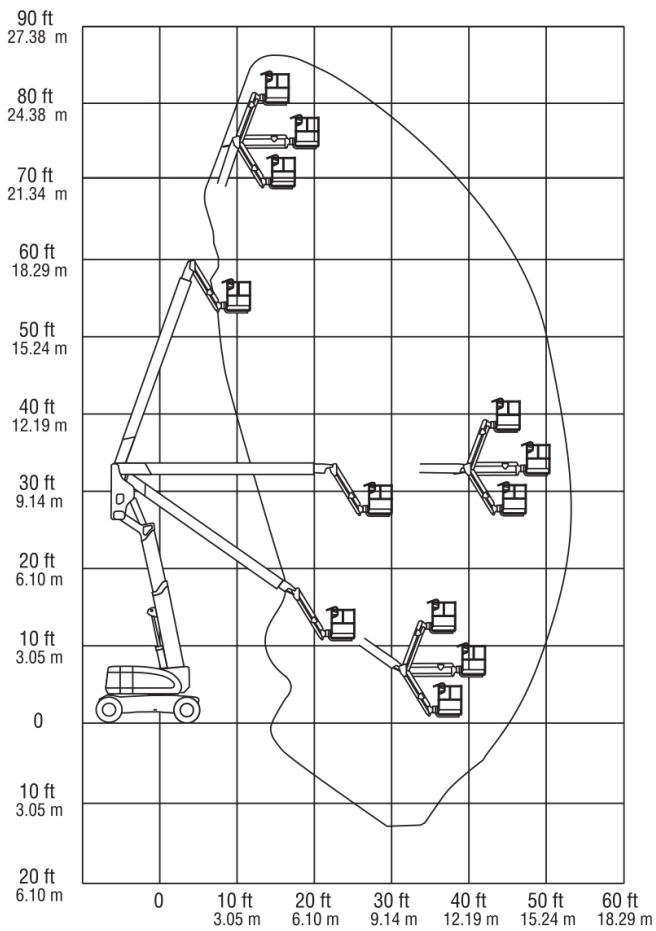 90 ft
27.38 m
80 ft
24.38 m
70 ft
21.34 m
60 ft
18.29 m
50 ft
15.24 m
40 ft
12.19 m
30 ft
9.14 m
20 ft
6.10 m
10 ft
3.05 m
0
10 ft
3.05 m
20 ft
6.10 m
0 10 ft 20 ft 30 ft 40 ft 50 ft 60 ft
3.05 m 6.10 m 9.14 m 12.19 m 15.24 m 18.29 m